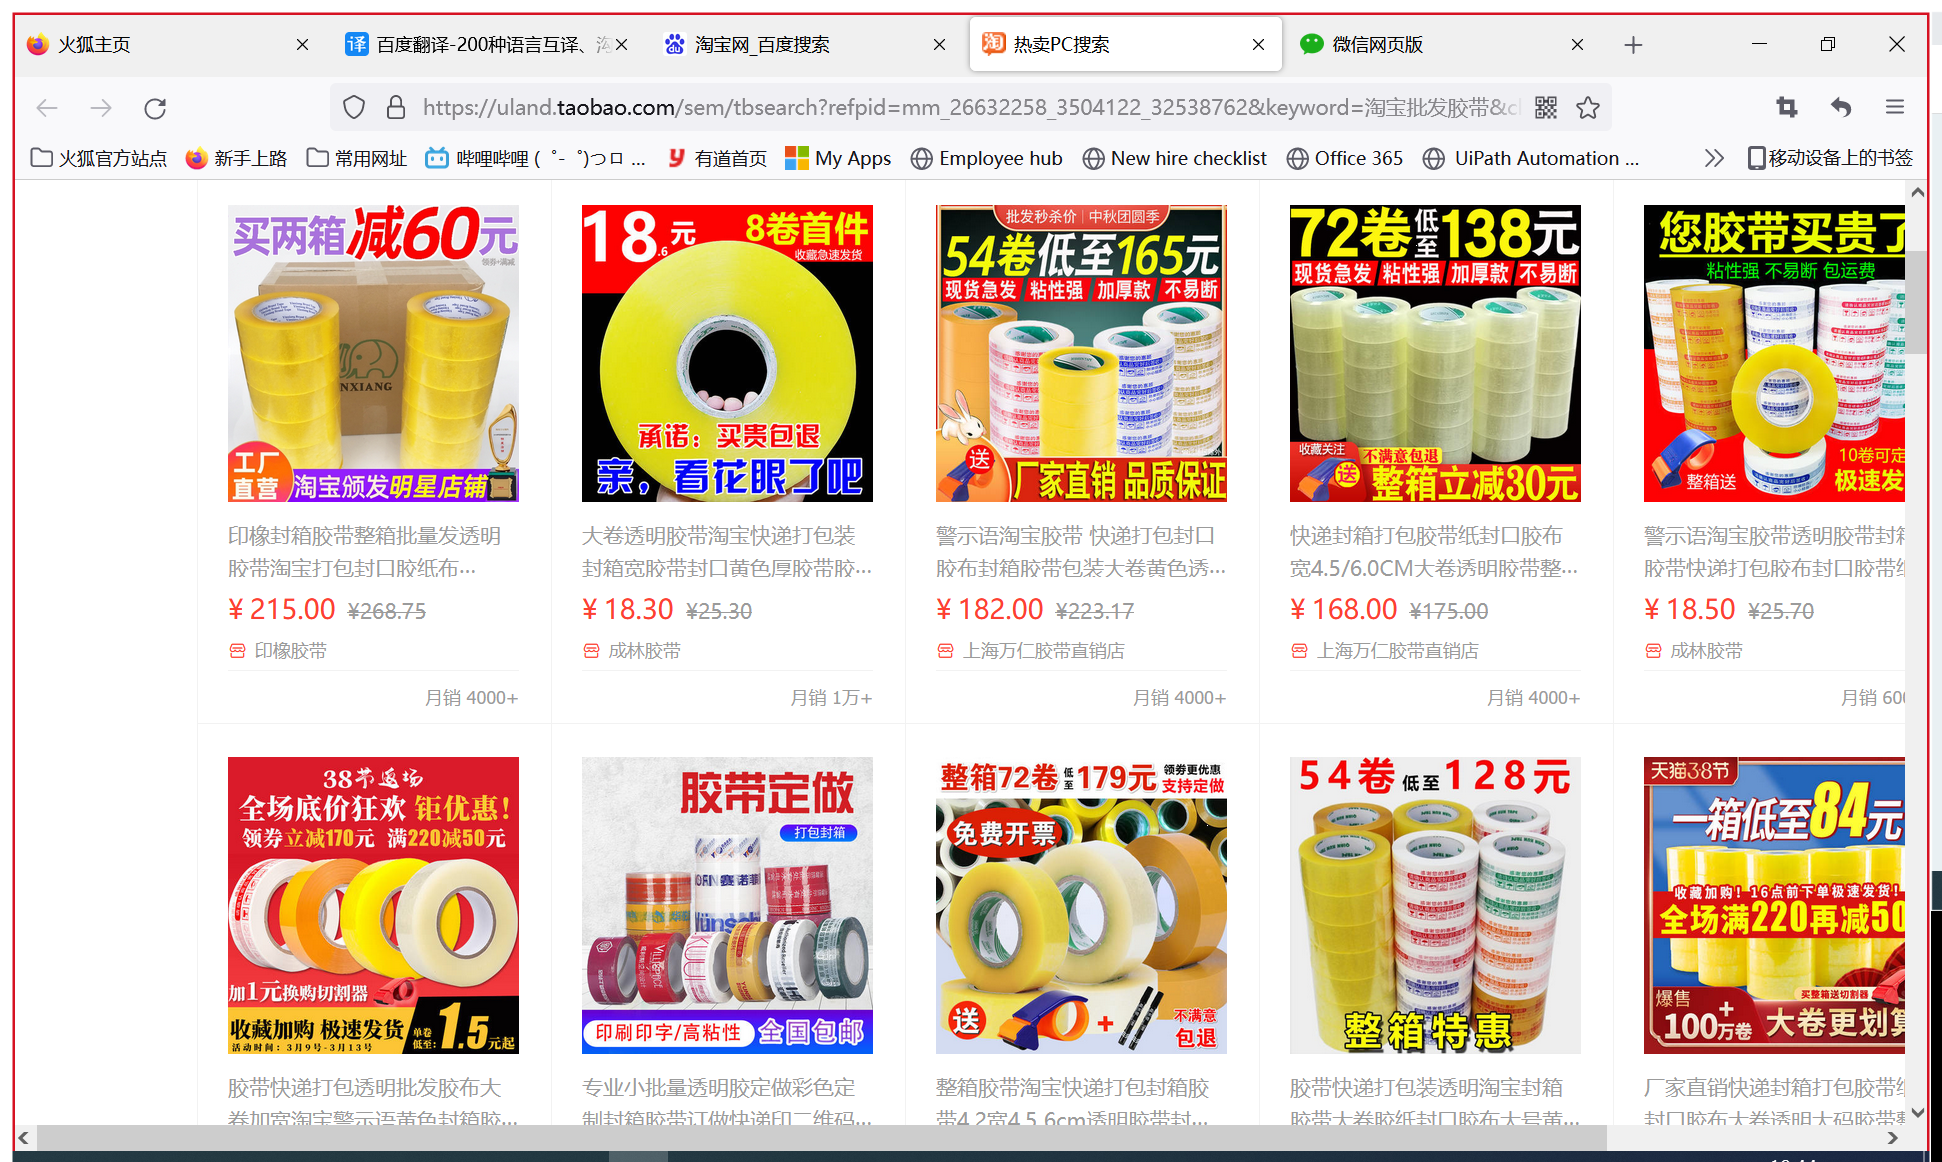 火狐主页
百度翻译-200种语言互译、沟
淘宝网_百度搜索
热卖PC搜索
微信网页版
https://uland.taobao.com/sem/tbsearch?refpid=mm_26632258_3504122_32538762&keyword=淘宝批发胶带&c
火狐官方站点
新手上路
常用网址
哔哩哔哩 ( ゜- ゜)つロ ...
有道首页
My Apps
Employee hub
New hire checklist
Office 365
UiPath Automation ...
移动设备上的书签
买两箱减60元
领券+满减
NXIANG
工厂
直营
淘宝颁发明星店铺
印橡封箱胶带整箱批量发透明
胶带淘宝打包封口胶纸布...
¥ 215.00 ¥268.75
印橡胶带
月销 4000+
18.6元
8卷首件
收藏急速发货
承诺：买贵包退
亲，看花眼了吧
大卷透明胶带淘宝快递打包装
封箱宽胶带封口黄色厚胶带胶...
¥ 18.30 ¥25.30
成林胶带
月销 1万+
批发秒杀价 | 中秋团圆季
54卷低至165元
现货急发 粘性强 加厚款 不易断
送
厂家直销 品质保证
警示语淘宝胶带 快递打包封口
胶布封箱胶带包装大卷黄色透...
¥ 182.00 ¥223.17
上海万仁胶带直销店
月销 4000+
72卷低至138元
现货急发 粘性强 加厚款 不易断
收藏关注
送
不满意包退
整箱立减30元
快递封箱打包胶带纸封口胶布
宽4.5/6.0CM大卷透明胶带整...
¥ 168.00 ¥175.00
上海万仁胶带直销店
月销 4000+
您胶带买贵了
粘性强 不易断 包运费
整箱送
10卷可定
极速发
警示语淘宝胶带透明胶带封箱
胶带快递打包胶布封口胶带纸
¥ 18.50 ¥25.70
成林胶带
月销 600
38节返场
全场底价狂欢 钜优惠！
领券立减170元 满220减50元
加1元换购切割器
收藏加购 极速发货
活动时间：3月9号-3月13号
单卷
低至：1.5元起
胶带快递打包透明批发胶布大
卷加宽淘宝警示语黄色封箱胶...
胶带定做
打包封箱
印刷印字/高粘性
全国包邮
专业小批量透明胶定做彩色定
制封箱胶带订做快递印二维码...
整箱72卷低至179元
领券更优惠
支持定做
免费开票
送
不满意
包退
整箱胶带淘宝快递打包封箱胶
带4.2宽4.5 6cm透明胶带封...
54卷低至128元
整箱特惠
胶带快递打包装透明淘宝封箱
胶带大卷胶纸封口胶布大号黄...
天猫38节
一箱低至84元
收藏加购！16点前下单极速发货！
全场满220再减50
买整箱送切割器
爆售
100+万卷
大卷更划算
厂家直销快递封箱打包胶带纸
封口胶布大卷透明大码胶带整